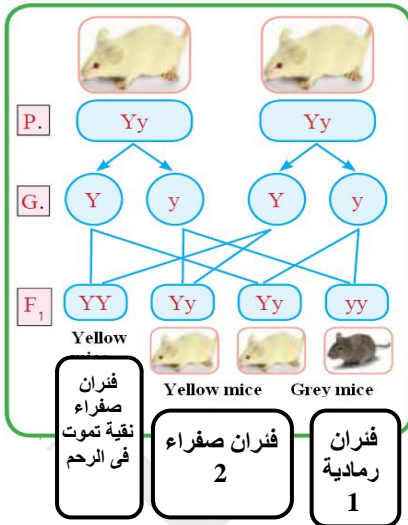 P.
Yy Yy
G.
Y y Y y
F1
YY Yy Yy yy
Yellow
Yellow mice Grey mice
فئران
صفراء
نقية تموت
فى الرحم
فئران صفراء
2
فئران
رمادية
1